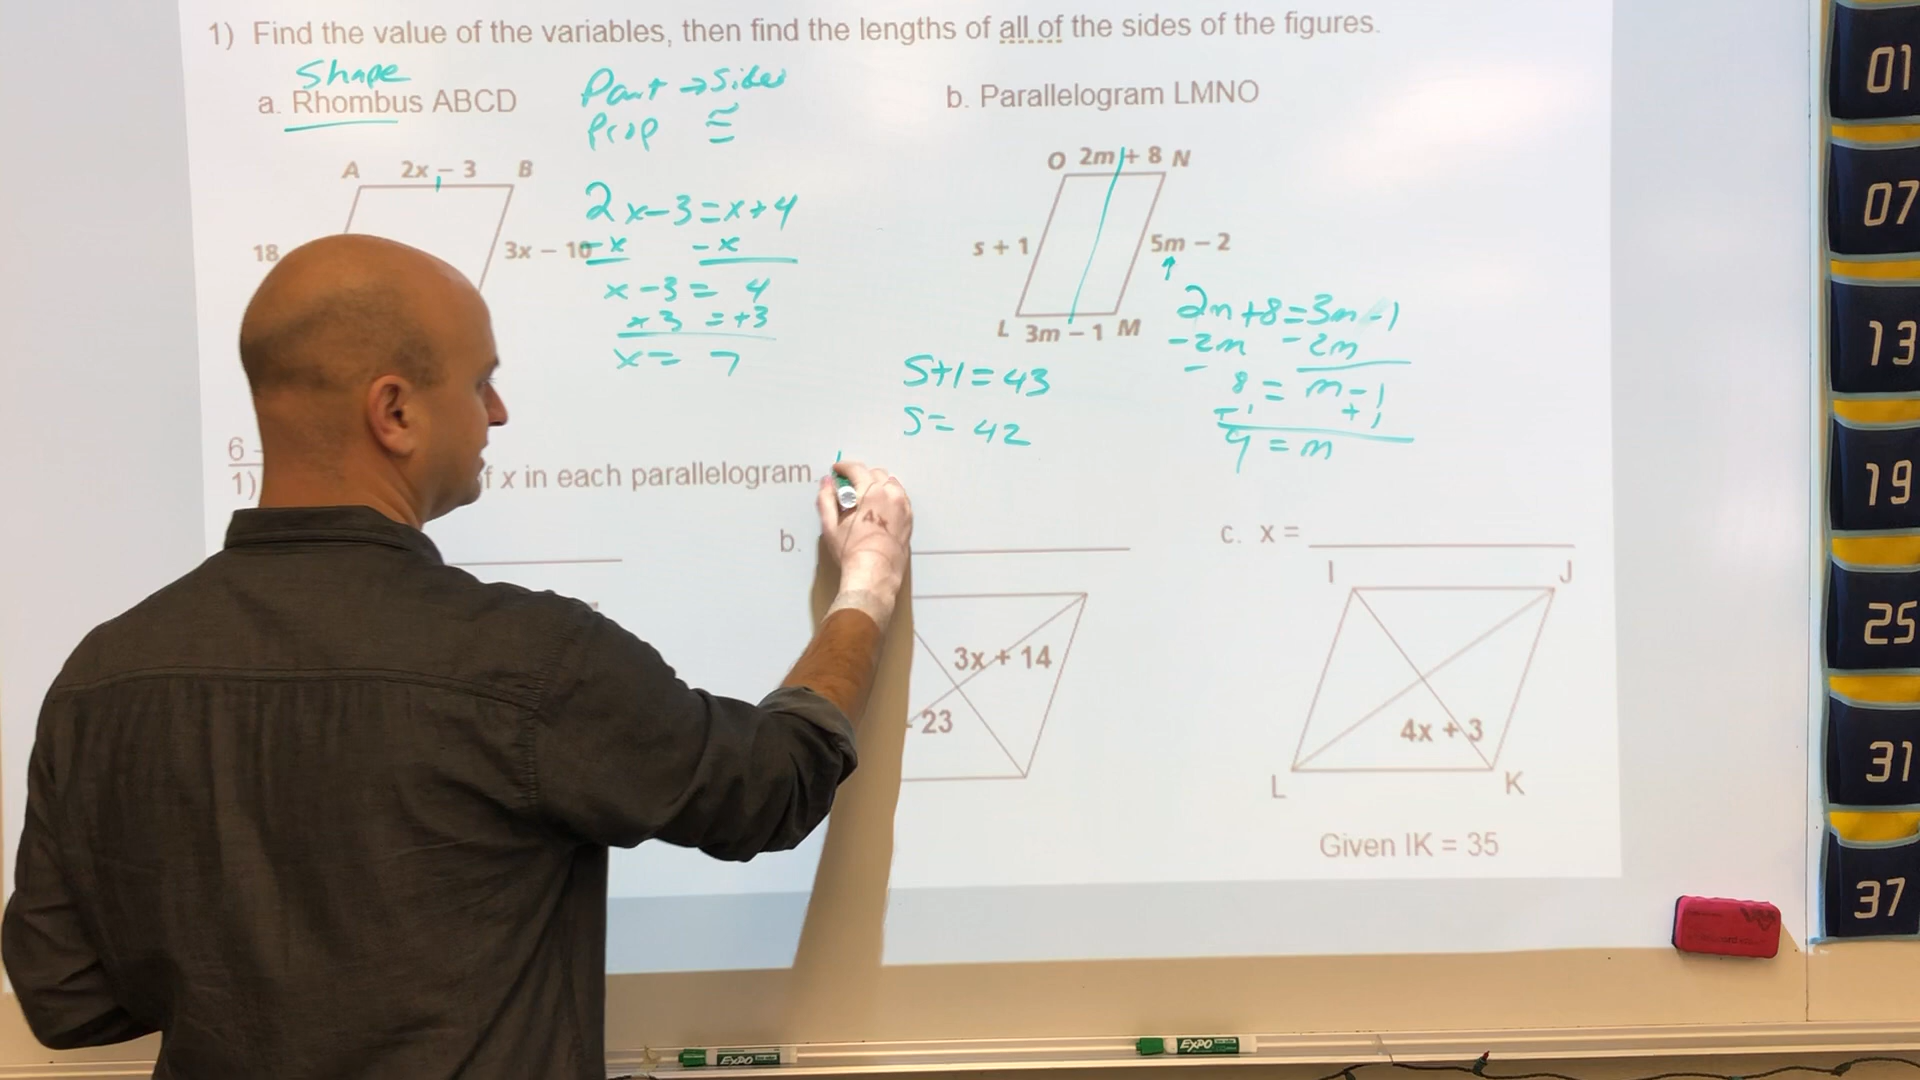 1) Find the value of the variables, then find the lengths of all of the sides of the figures.
Shape
a. Rhombus ABCD
Part → Sides
Prop ≅
A 2x - 3 B
18
3x - 10
2x-3=x+4
-x -x
x-3= 4
+3 = +3
x= 7
b. Parallelogram LMNO
O 2m + 8 N
s + 1
5m - 2
L 3m - 1 M
2m+8=3m-1
-2m -2m
8 = m-1
+1 +1
9 = m
S+1=43
S= 42
6
1)
f x in each parallelogram.
b.
4x
3x + 14
23
c. x =
I J
4x + 3
L K
Given IK = 35
01
07
13
19
25
31
37
EXPO
EXPO